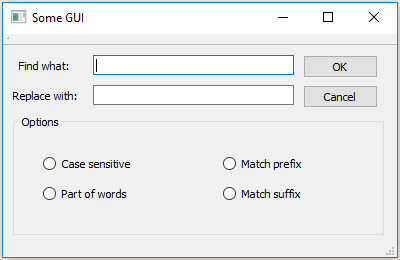 Some GUI
Find what:
OK
Replace with:
Cancel
Options
Case sensitive
Match prefix
Part of words
Match suffix